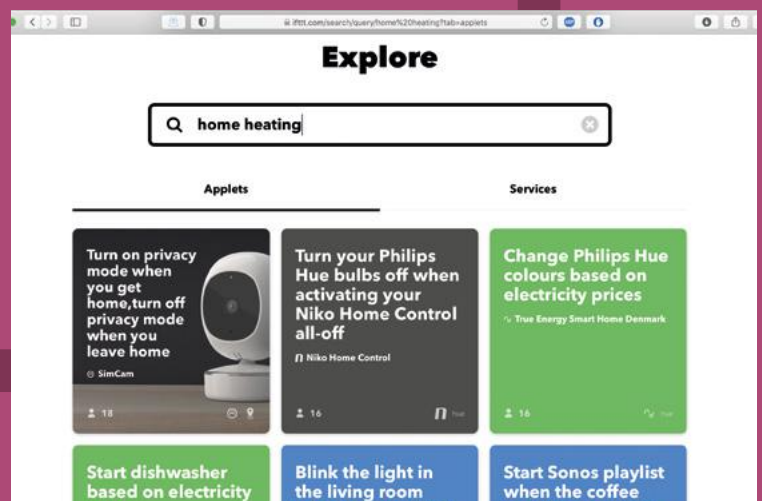 ifttt.com/search/query/home%20heating?tab=applets
Explore
home heating
Applets
Services
Turn on privacy
mode when
you get
home,turn off
privacy mode
when you
leave home
SimCam
18
Turn your Philips
Hue bulbs off when
activating your
Niko Home Control
all-off
Niko Home Control
16
hue
Change Philips Hue
colours based on
electricity prices
True Energy Smart Home Denmark
16
hue
Start dishwasher
based on electricity
Blink the light in
the living room
Start Sonos playlist
when the coffee